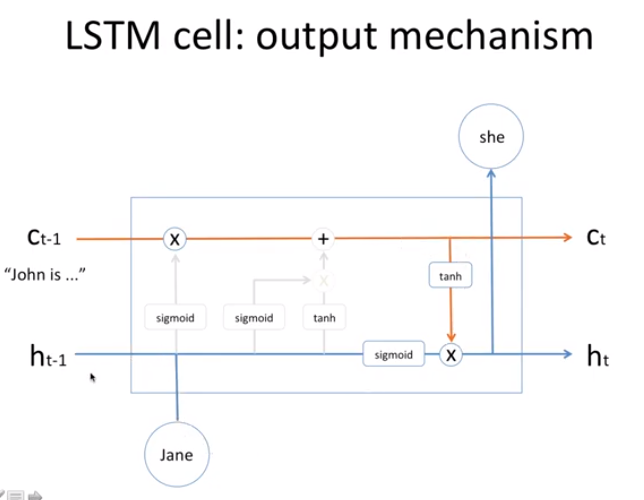 LSTM cell: output mechanism
she
Ct-1
X
+
Ct
"John is ..."
X
tanh
sigmoid
sigmoid
tanh
ht-1
sigmoid
X
ht
Jane